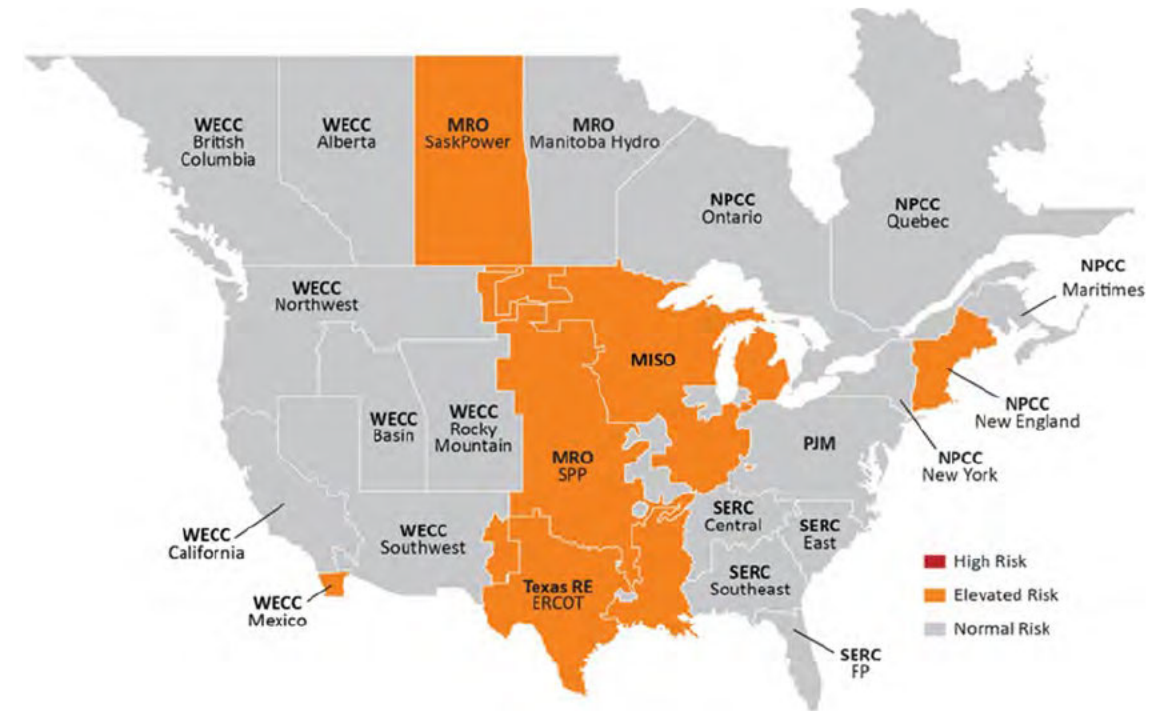 WECC
British
Columbia
WECC
Alberta
MRO
SaskPower
MRO
Manitoba Hydro
NPCC
Ontario
NPCC
Quebec
NPCC
Maritimes
WECC
Northwest
MISO
WECC
Basin
WECC
Rocky
Mountain
MRO
SPP
PJM
NPCC
New England
NPCC
New York
WECC
California
WECC
Southwest
SERC
Central
SERC
East
WECC
Mexico
Texas RE
ERCOT
SERC
Southeast
SERC
FP
High Risk
Elevated Risk
Normal Risk